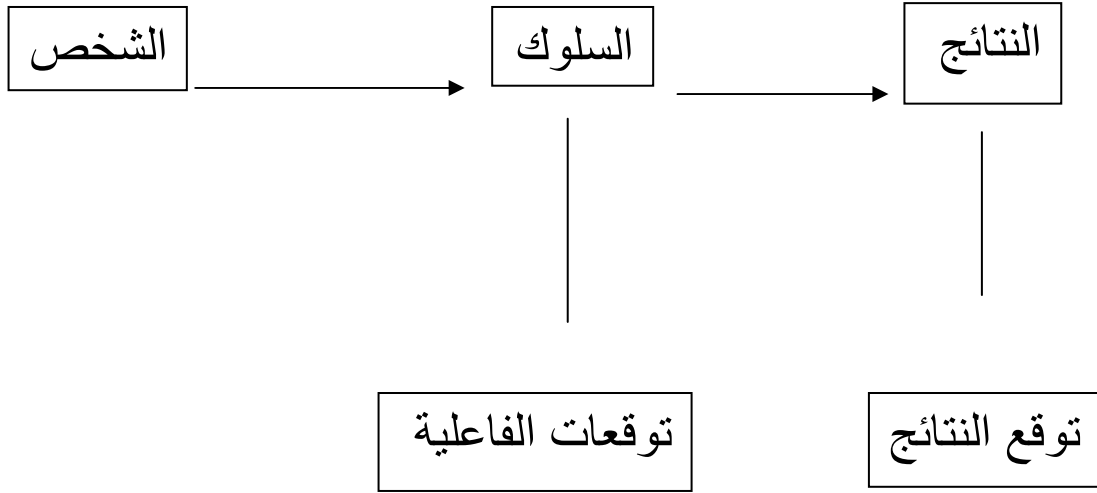 الشخص
السلوك
النتائج
توقعات الفاعلية
توقع النتائج